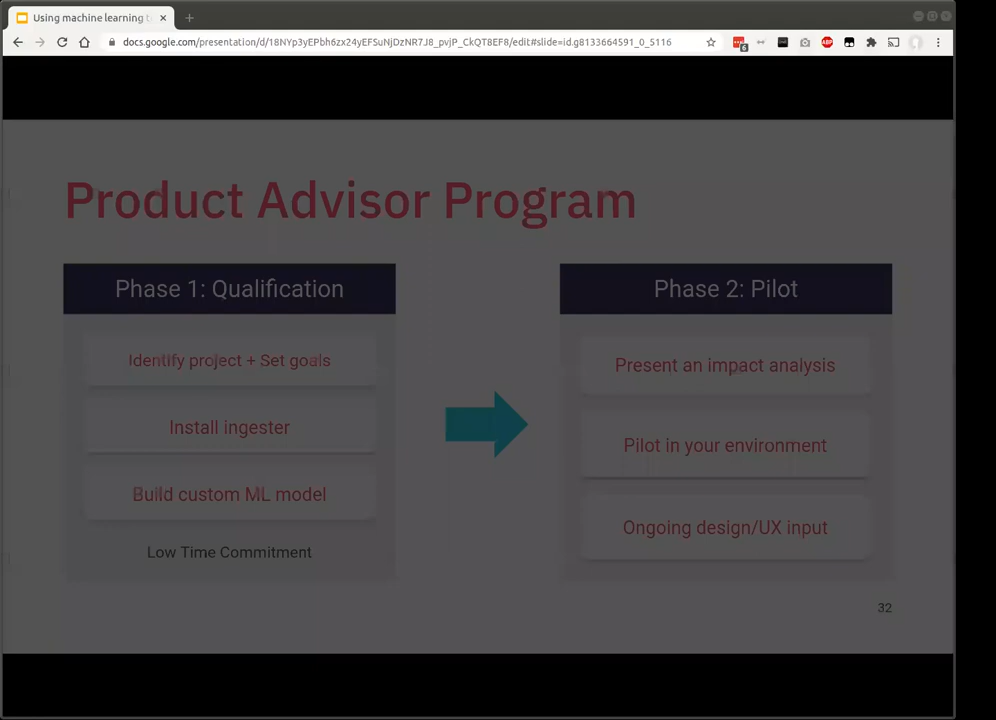 Using machine learning t
docs.google.com/presentation/d/18NYp3yEPbh6zx24yEFSuNjDzNR7J8_pvjP_CkQT8EF8/edit#slide=id.g8133664591_0_5116
6
ABP
Product Advisor Program
Phase 1: Qualification
Identify project + Set goals
Install ingester
Build custom ML model
Low Time Commitment
Phase 2: Pilot
Present an impact analysis
Pilot in your environment
Ongoing design/UX input
32